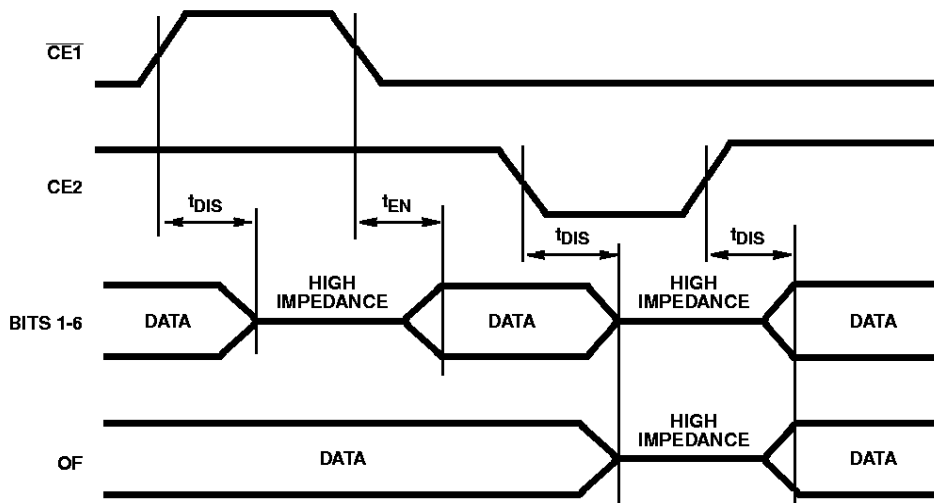 CE1
CE2
tDIS
tEN
tDIS
tDIS
HIGH
IMPEDANCE
HIGH
IMPEDANCE
BITS 1-6
DATA
DATA
DATA
HIGH
IMPEDANCE
OF
DATA
DATA